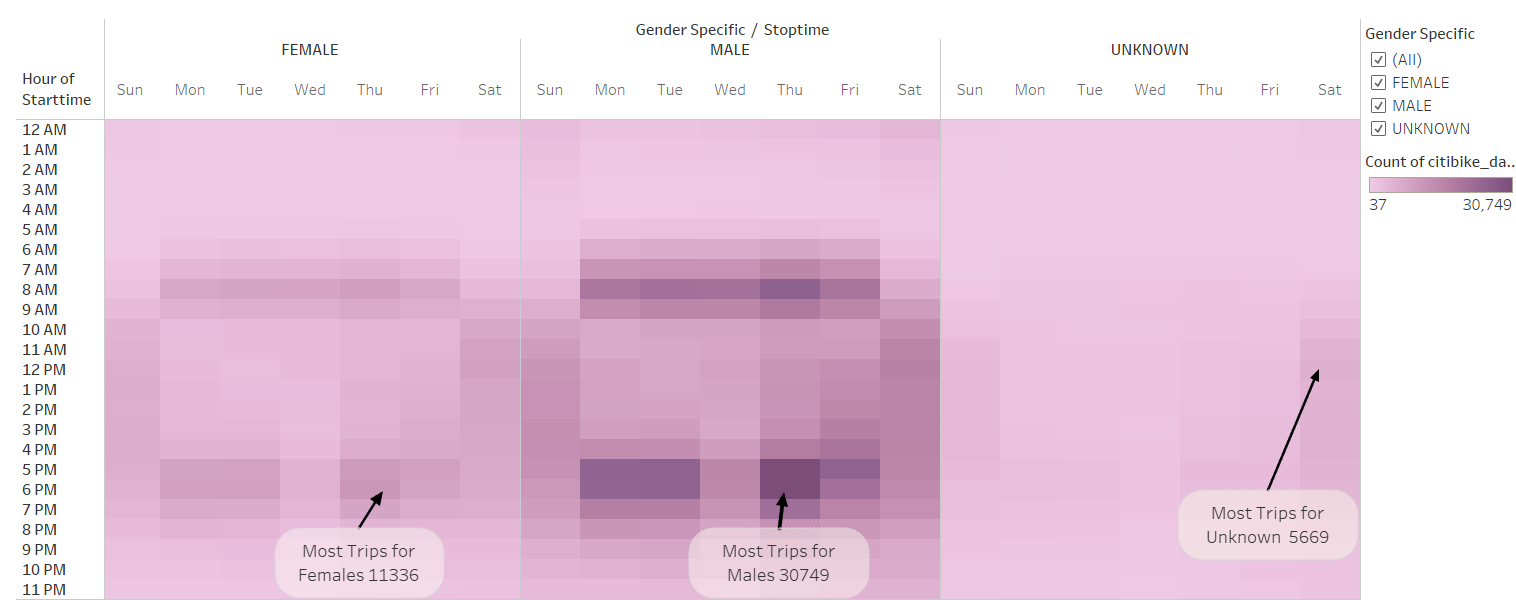 Gender Specific / Stoptime
FEMALE MALE UNKNOWN
Hour of
Starttime
Sun Mon Tue Wed Thu Fri Sat Sun Mon Tue Wed Thu Fri Sat Sun Mon Tue Wed Thu Fri Sat
12 AM
1 AM
2 AM
3 AM
4 AM
5 AM
6 AM
7 AM
8 AM
9 AM
10 AM
11 AM
12 PM
1 PM
2 PM
3 PM
4 PM
5 PM
6 PM
7 PM
8 PM
9 PM
10 PM
11 PM
Most Trips for
Females 11336
Most Trips for
Males 30749
Most Trips for
Unknown 5669
Gender Specific
(All)
FEMALE
MALE
UNKNOWN
Count of citibike_da..
37 30,749